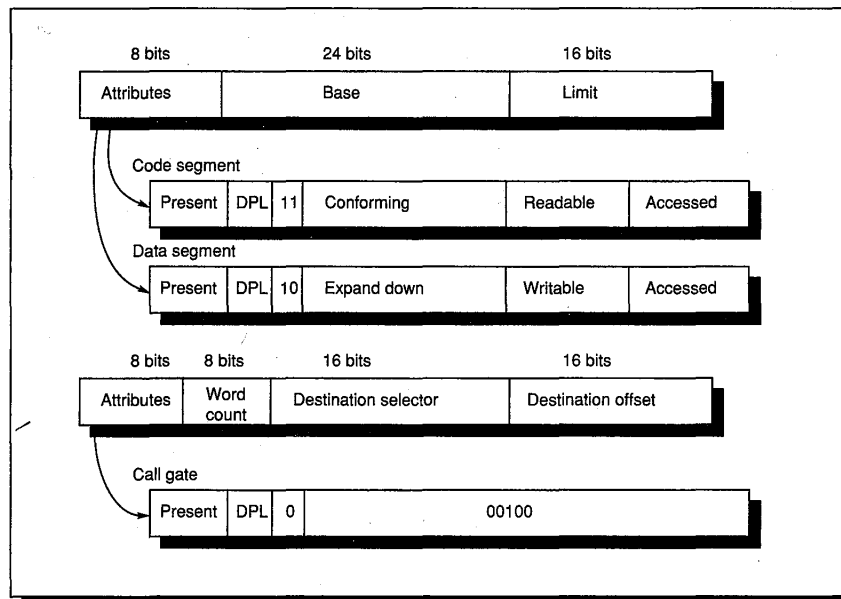 8 bits 24 bits 16 bits
Attributes Base Limit
Code segment
Present DPL 11 Conforming Readable Accessed
Data segment
Present DPL 10 Expand down Writable Accessed
8 bits 8 bits 16 bits 16 bits
Attributes Word count Destination selector Destination offset
Call gate
Present DPL 0 00100